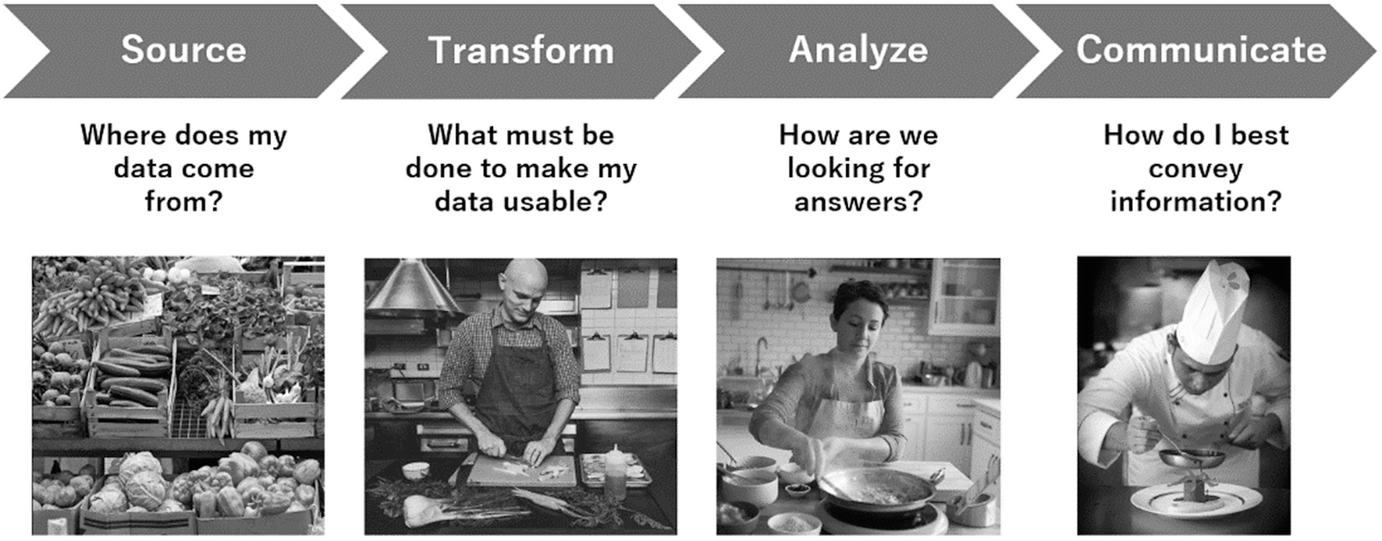 Source
Transform
Analyze
Communicate
Where does my
data come
from?
What must be
done to make my
data usable?
How are we
looking for
answers?
How do I best
convey
information?